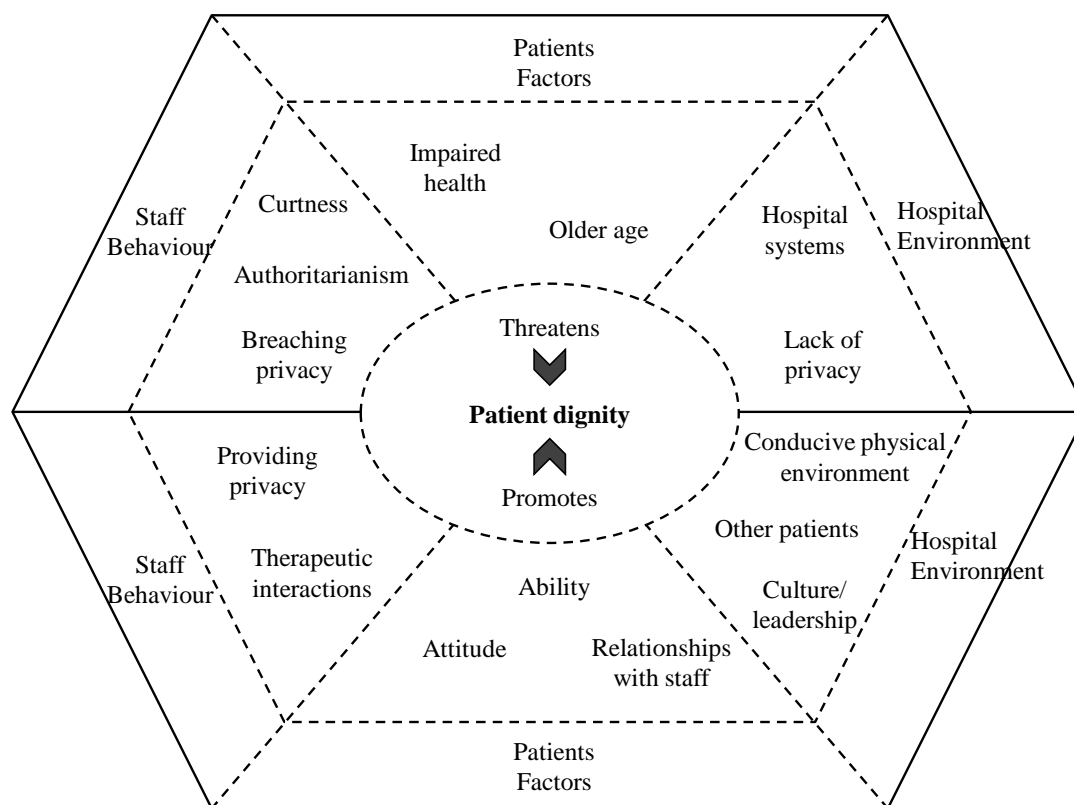 Patients
Factors
Impaired
health
Older age
Staff
Behaviour
Curtness
Authoritarianism
Breaching
privacy
Hospital
systems
Lack of
privacy
Hospital
Environment
Threatens
Patient dignity
Promotes
Providing
privacy
Therapeutic
interactions
Staff
Behaviour
Ability
Attitude
Relationships
with staff
Conducive physical
environment
Other patients
Culture/
leadership
Hospital
Environment
Patients
Factors